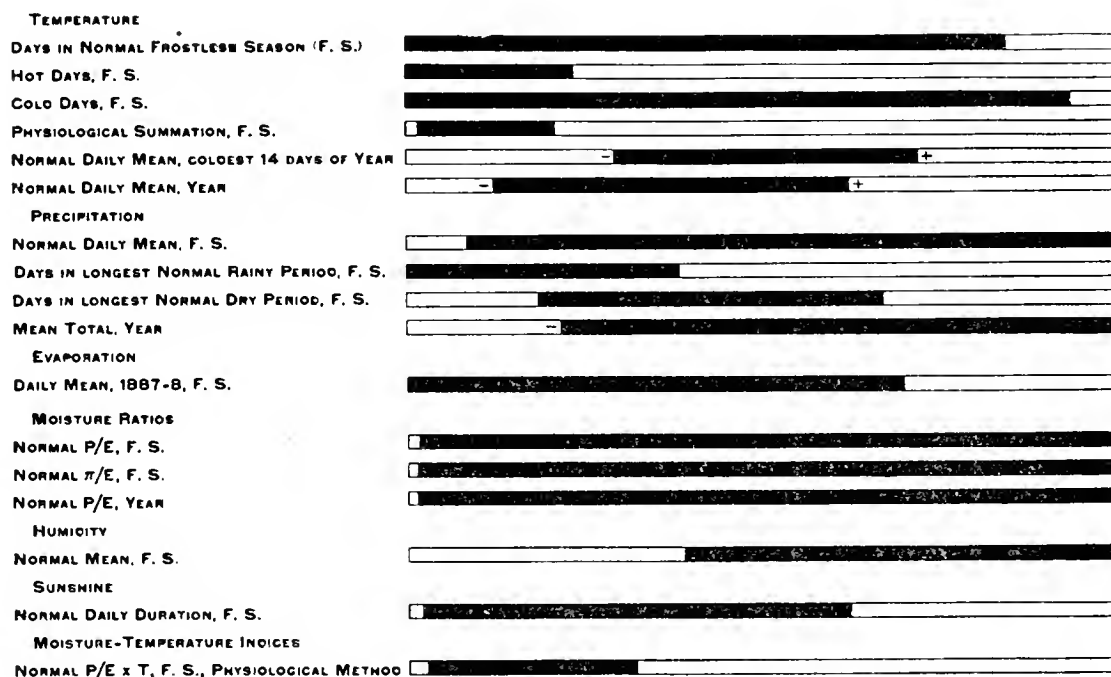 TEMPERATURE
DAYS IN NORMAL FROSTLESS SEASON (F. S.)
HOT DAYS, F. S.
COLD DAYS, F. S.
PHYSIOLOGICAL SUMMATION, F. S.
NORMAL DAILY MEAN, COLDEST 14 DAYS OF YEAR - +
NORMAL DAILY MEAN, YEAR - +
PRECIPITATION
NORMAL DAILY MEAN, F. S.
DAYS IN LONGEST NORMAL RAINY PERIOD, F. S.
DAYS IN LONGEST NORMAL DRY PERIOD, F. S.
MEAN TOTAL, YEAR -
EVAPORATION
DAILY MEAN, 1887-8, F. S.
MOISTURE RATIOS
NORMAL P/E, F. S.
NORMAL π/E, F. S.
NORMAL P/E, YEAR
HUMIDITY
NORMAL MEAN, F. S.
SUNSHINE
NORMAL DAILY DURATION, F. S.
MOISTURE-TEMPERATURE INDICES
NORMAL P/E x T, F. S., PHYSIOLOGICAL METHOD